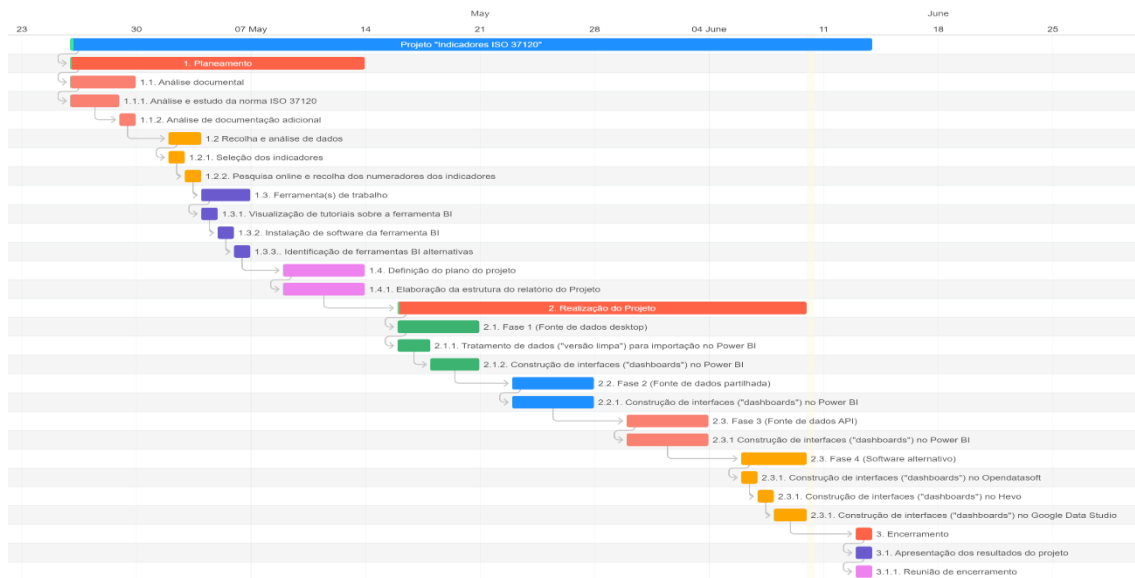 May June
23 30 07 May 14 21 28 04 June 11 18 25
Projeto "Indicadores ISO 37120"
1. Planeamento
1.1. Análise documental
1.1.1. Análise e estudo da norma ISO 37120
1.1.2. Análise de documentação adicional
1.2 Recolha e análise de dados
1.2.1. Seleção dos indicadores
1.2.2. Pesquisa online e recolha dos numeradores dos indicadores
1.3. Ferramenta(s) de trabalho
1.3.1. Visualização de tutoriais sobre a ferramenta BI
1.3.2. Instalação de software da ferramenta BI
1.3.3.. Identificação de ferramentas BI alternativas
1.4. Definição do plano do projeto
1.4.1. Elaboração da estrutura do relatório do Projeto
2. Realização do Projeto
2.1. Fase 1 (Fonte de dados desktop)
2.1.1. Tratamento de dados ("versão limpa") para importação no Power BI
2.1.2. Construção de interfaces ("dashboards") no Power BI
2.2. Fase 2 (Fonte de dados partilhada)
2.2.1. Construção de interfaces ("dashboards") no Power BI
2.3. Fase 3 (Fonte de dados API)
2.3.1 Construção de interfaces ("dashboards") no Power BI
2.3. Fase 4 (Software alternativo)
2.3.1. Construção de interfaces ("dashboards") no Opendatasoft
2.3.1. Construção de interfaces ("dashboards") no Hevo
2.3.1. Construção de interfaces ("dashboards") no Google Data Studio
3. Encerramento
3.1. Apresentação dos resultados do projeto
3.1.1. Reunião de encerramento